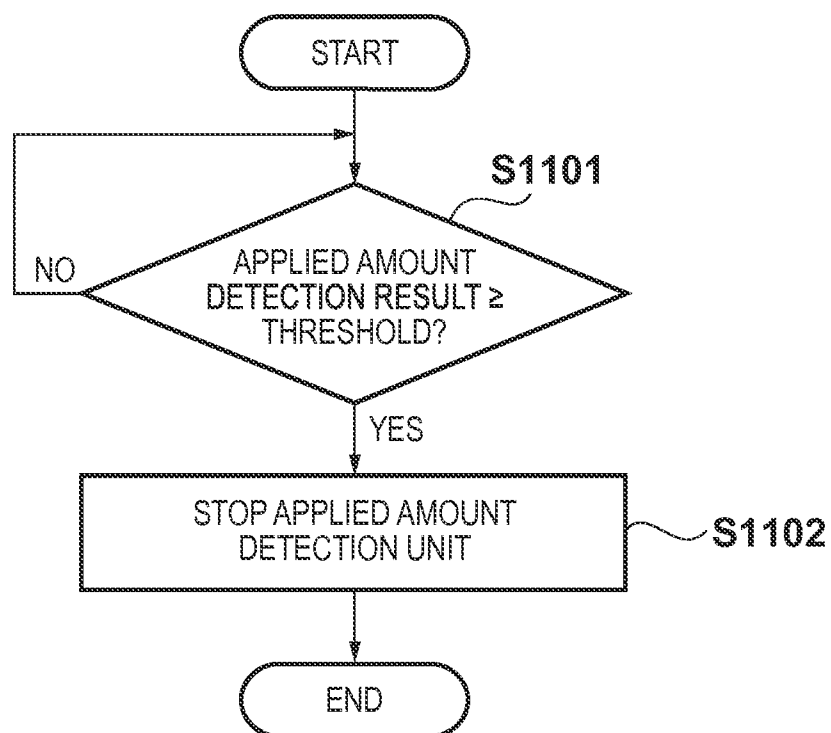 START
S1101
APPLIED AMOUNT
DETECTION RESULT ≥
THRESHOLD?
NO
YES
STOP APPLIED AMOUNT
DETECTION UNIT
S1102
END